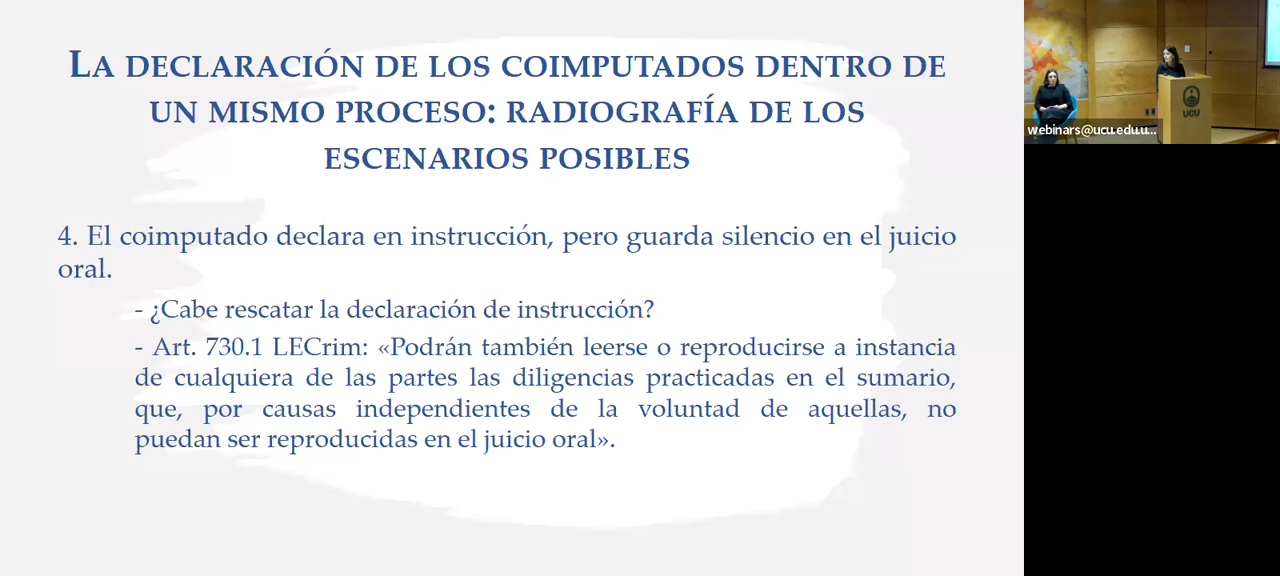 LA DECLARACIÓN DE LOS COIMPUTADOS DENTRO DE
UN MISMO PROCESO: RADIOGRAFÍA DE LOS
ESCENARIOS POSIBLES
4. El coimputado declara en instrucción, pero guarda silencio en el juicio
oral.
- ¿Cabe rescatar la declaración de instrucción?
- Art. 730.1 LECrim: «Podrán también leerse o reproducirse a instancia
de cualquiera de las partes las diligencias practicadas en el sumario,
que, por causas independientes de la voluntad de aquellas, no
puedan ser reproducidas en el juicio oral».
webinars@ucu.edu.u...
UCU